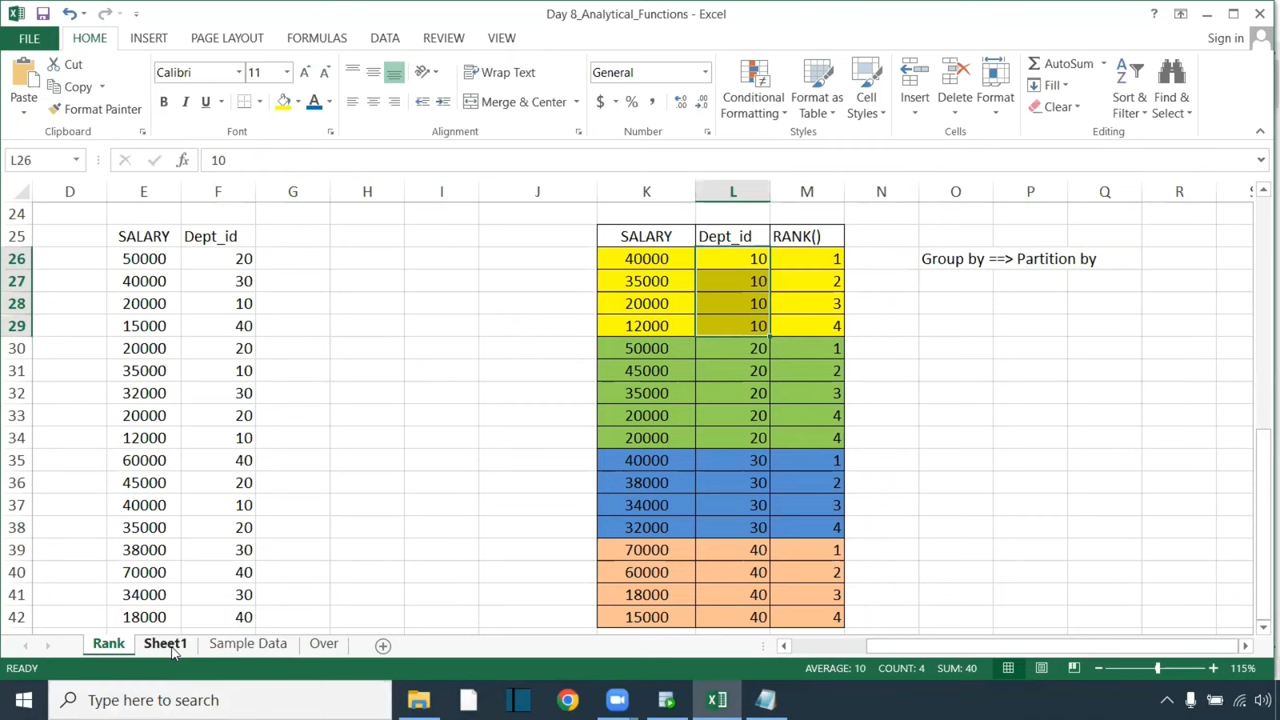 Day 8_Analytical_Functions - Excel
?
FILE HOME INSERT PAGE LAYOUT FORMULAS DATA REVIEW VIEW Sign in
Paste
Cut
Copy
Format Painter
Clipboard
Calibri 11 A A
B I U A
Font
Wrap Text
Merge & Center
Alignment
General
$ % ,
Number
Conditional Formatting
Format as Table
Cell Styles
Styles
Insert Delete Format
Cells
AutoSum
Fill
Clear
Sort & Filter
Find & Select
Editing
L26 fx 10
D E F G H I J K L M N O P Q R
24
25 SALARY Dept_id SALARY Dept_id RANK()
26 50000 20 40000 10 1 Group by ==> Partition by
27 40000 30 35000 10 2
28 20000 10 20000 10 3
29 15000 40 12000 10 4
30 20000 20 50000 20 1
31 35000 10 45000 20 2
32 32000 30 35000 20 3
33 20000 20 20000 20 4
34 12000 10 20000 20 4
35 60000 40 40000 30 1
36 45000 20 38000 30 2
37 40000 10 34000 30 3
38 35000 20 32000 30 4
39 38000 30 70000 40 1
40 70000 40 60000 40 2
41 34000 30 18000 40 3
42 18000 40 15000 40 4
Rank Sheet1 Sample Data Over
READY AVERAGE: 10 COUNT: 4 SUM: 40 115%
Type here to search